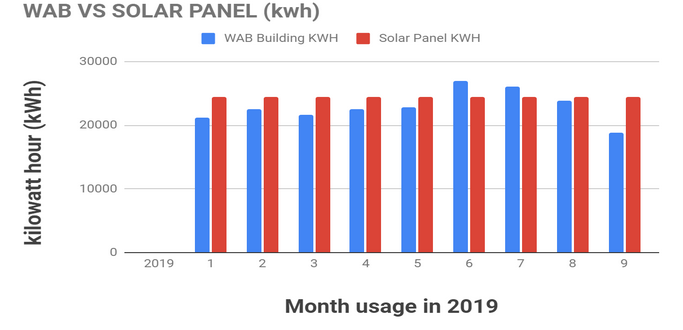 WAB VS SOLAR PANEL (kwh)
WAB Building KWH Solar Panel KWH
kilowatt hour (kWh)
30000
20000
10000
0
2019 1 2 3 4 5 6 7 8 9
Month usage in 2019